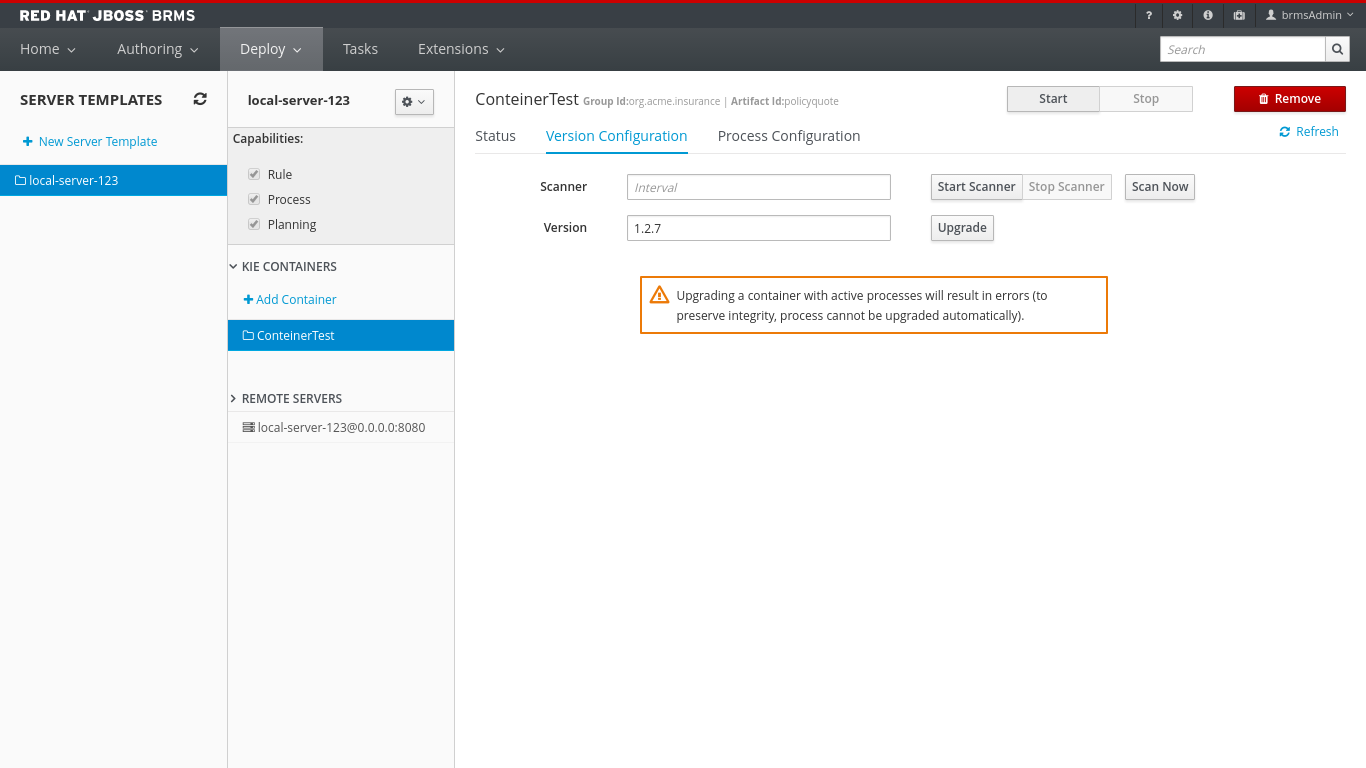 RED HAT JBOSS BRMS
? brmsAdmin
Home Authoring Deploy Tasks Extensions Search
SERVER TEMPLATES
+ New Server Template
local-server-123
local-server-123
Capabilities:
Rule
Process
Planning
KIE CONTAINERS
+ Add Container
ConteinerTest
REMOTE SERVERS
local-server-123@0.0.0.0:8080
ConteinerTest Group Id:org.acme.insurance | Artifact Id:policyquote
Start Stop Remove
Status Version Configuration Process Configuration Refresh
Scanner Interval Start Scanner Stop Scanner Scan Now
Version 1.2.7 Upgrade
Upgrading a container with active processes will result in errors (to
preserve integrity, process cannot be upgraded automatically).